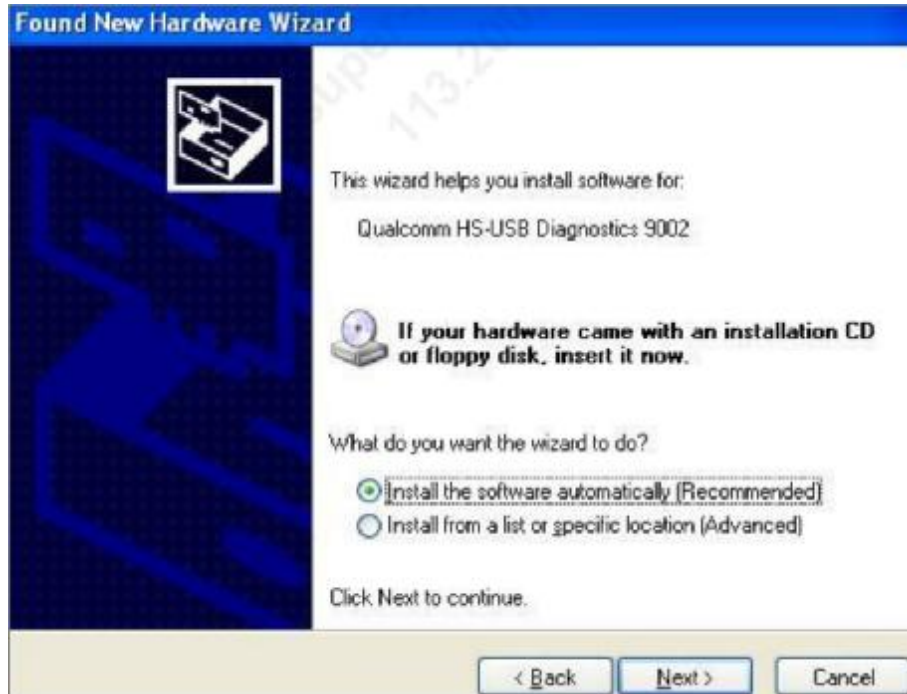 Found New Hardware Wizard
This wizard helps you install software for:
Qualcomm HS-USB Diagnostics 9002
If your hardware came with an installation CD
or floppy disk, insert it now.
What do you want the wizard to do?
Install the software automatically (Recommended)
Install from a list or specific location (Advanced)
Click Next to continue.
< Back
Next >
Cancel